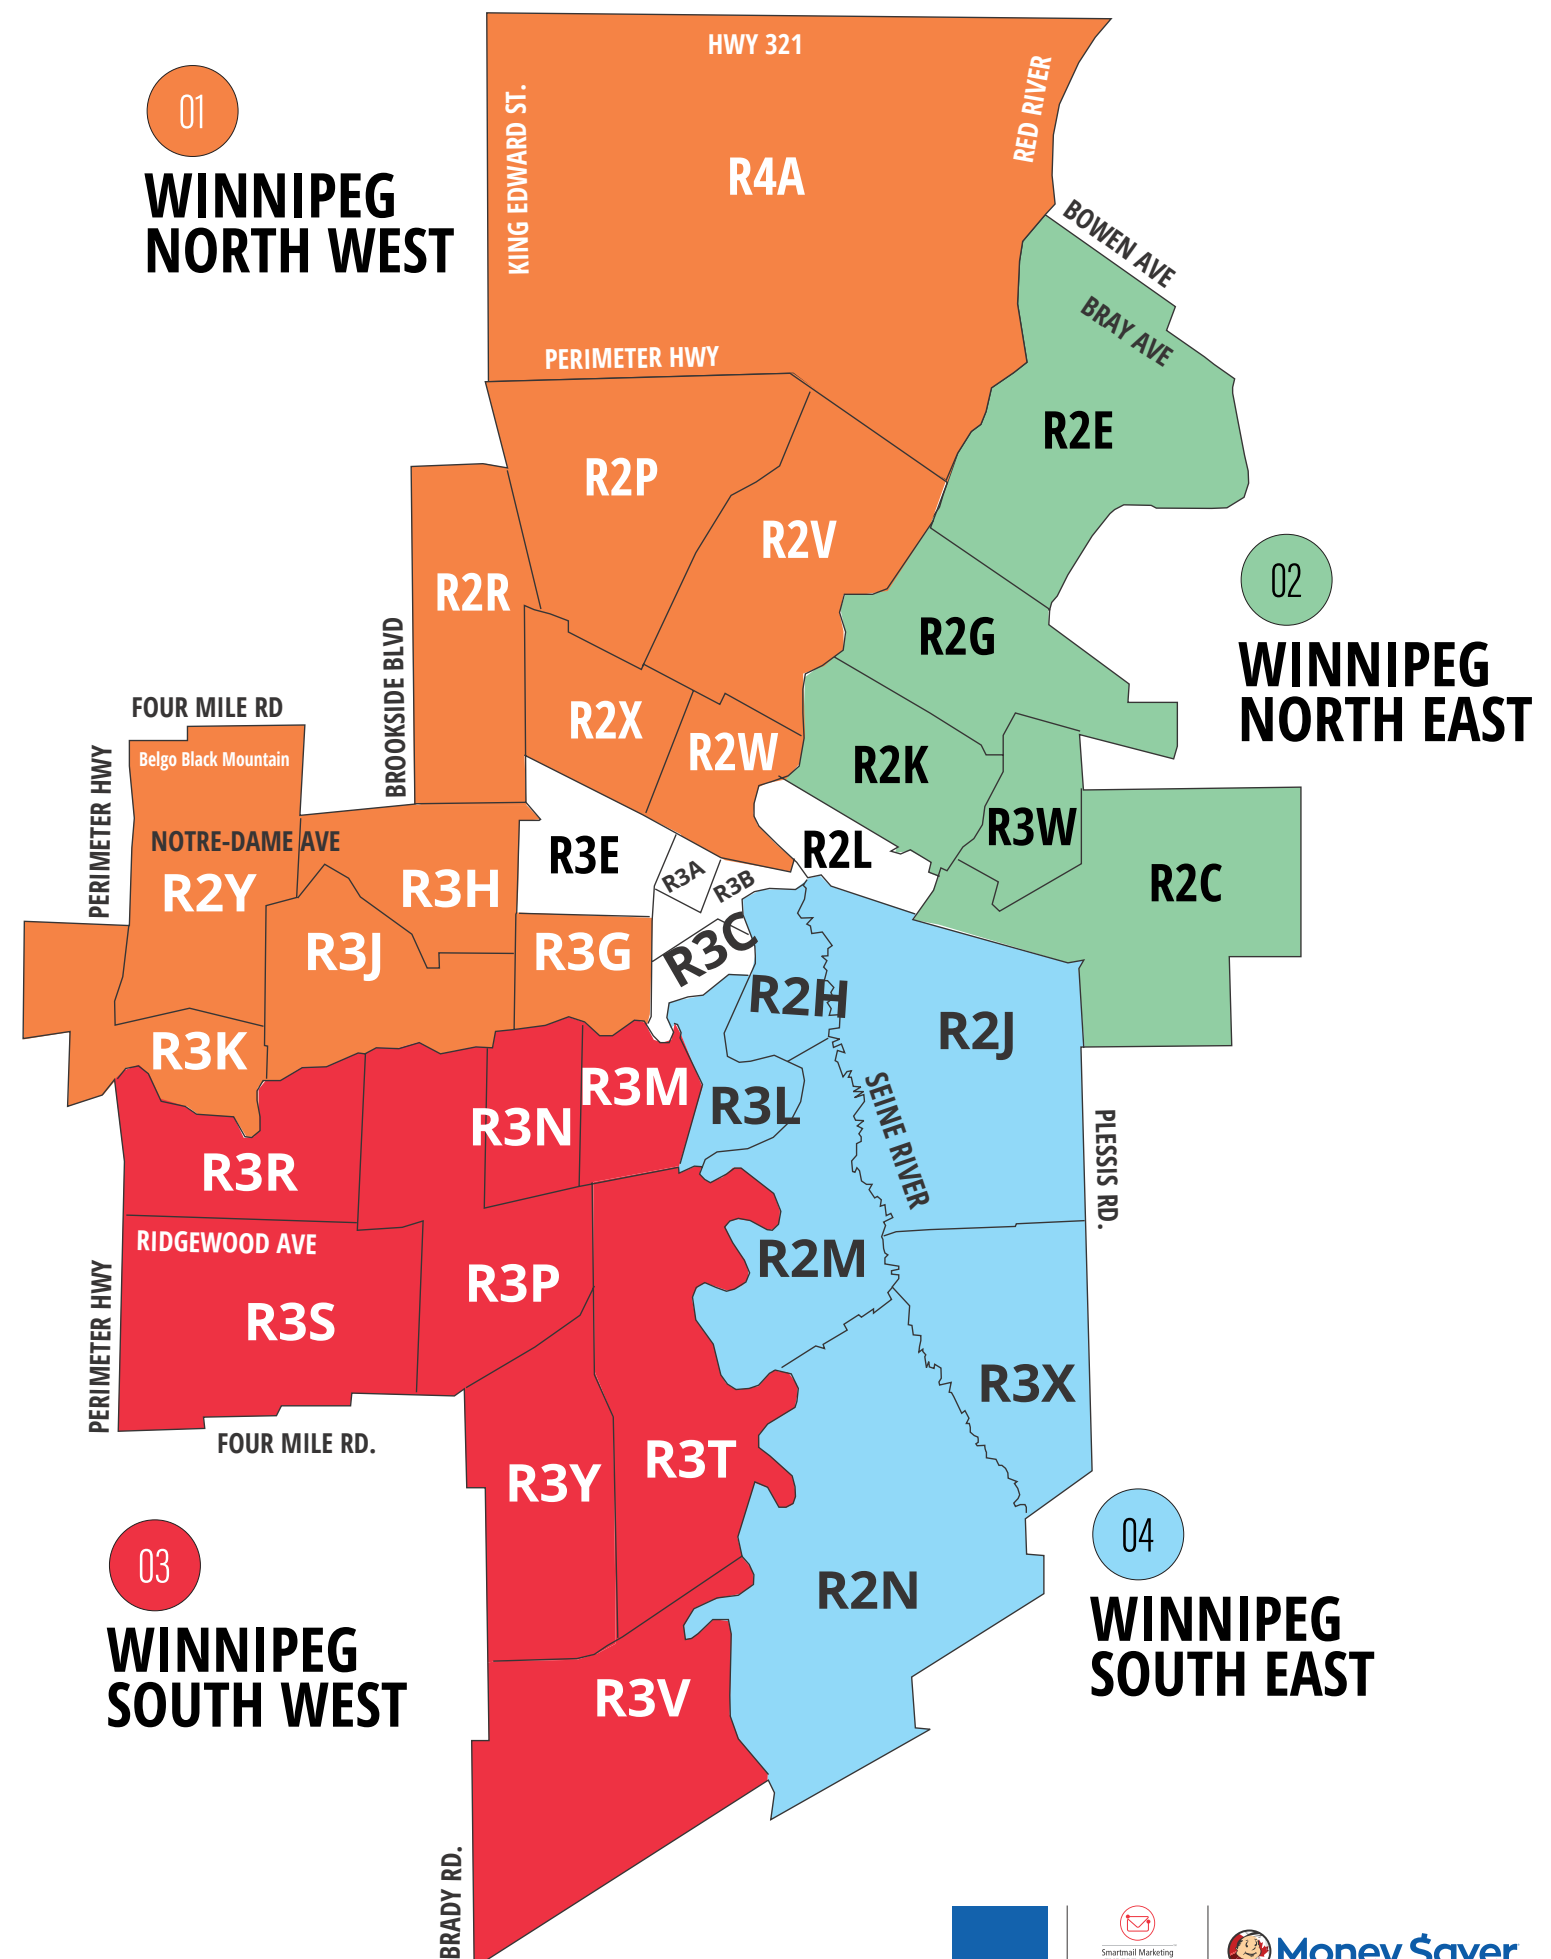 HWY 321
RED RIVER
KING EDWARD ST.
01
WINNIPEG
NORTH WEST
R4A
BOWEN AVE
BRAY AVE
PERIMETER HWY
R2E
R2P
R2V
R2R
02
WINNIPEG
NORTH EAST
R2G
BROOKSIDE BLVD
FOUR MILE RD
Belgo Black Mountain
PERIMETER HWY
R2X
R2W
R2K
R3W
NOTRE-DAME AVE
R3E
R2L
R3A
R3B
R2C
R2Y
R3H
R3J
R3G
R3C
R2H
R2J
R3K
R3M
R3L
R3N
SEINE RIVER
PLESSIS RD.
R3R
RIDGEWOOD AVE
R3P
R2M
PERIMETER HWY
R3S
R3X
FOUR MILE RD.
R3Y
R3T
03
WINNIPEG
SOUTH WEST
04
WINNIPEG
SOUTH EAST
R2N
R3V
BRADY RD.
Smartmail Marketing
Money $aver